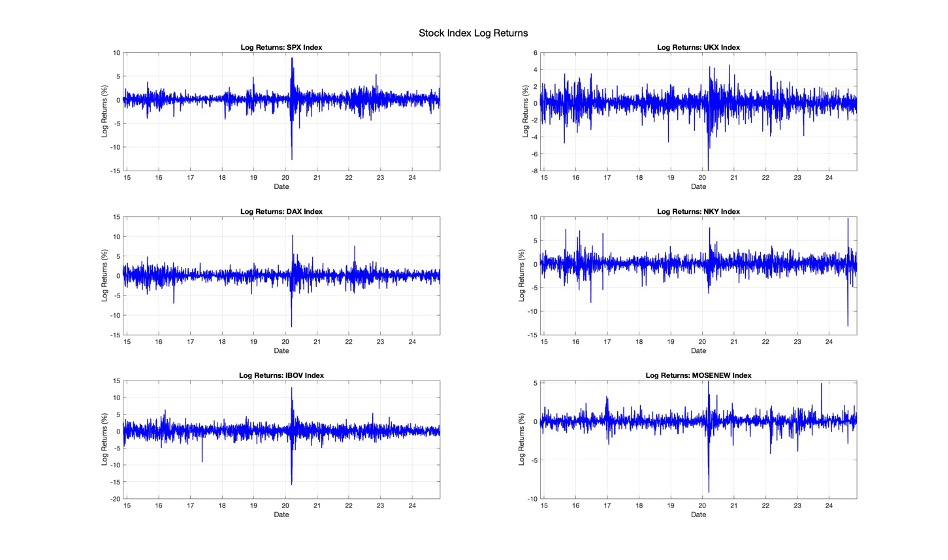 Stock Index Log Returns
Log Returns: SPX Index
10
5
0
-5
-10
-15
Log Returns (%)
15 16 17 18 19 20 21 22 23 24
Date
Log Returns: UKX Index
6
4
2
0
-2
-4
-6
-8
Log Returns (%)
15 16 17 18 19 20 21 22 23 24
Date
Log Returns: DAX Index
15
10
5
0
-5
-10
-15
Log Returns (%)
15 16 17 18 19 20 21 22 23 24
Date
Log Returns: NKY Index
10
5
0
-5
-10
-15
Log Returns (%)
15 16 17 18 19 20 21 22 23 24
Date
Log Returns: IBOV Index
15
10
5
0
-5
-10
-15
-20
Log Returns (%)
15 16 17 18 19 20 21 22 23 24
Date
Log Returns: MOSENEW Index
5
0
-5
-10
Log Returns (%)
15 16 17 18 19 20 21 22 23 24
Date